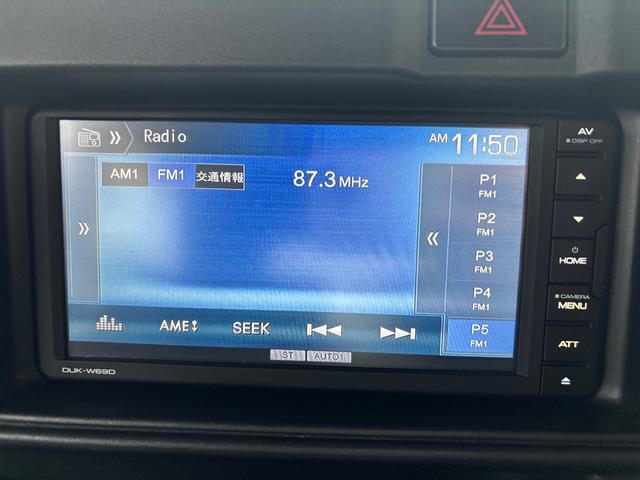 Radio
AM 11:50
AM1 FM1 交通情報
87.3 MHz
P1
FM1
P2
FM1
P3
FM1
P4
FM1
P5
FM1
AME SEEK
ST AUTO1
DUK-W69D
AV
DISP OFF
HOME
CAMERA
MENU
ATT